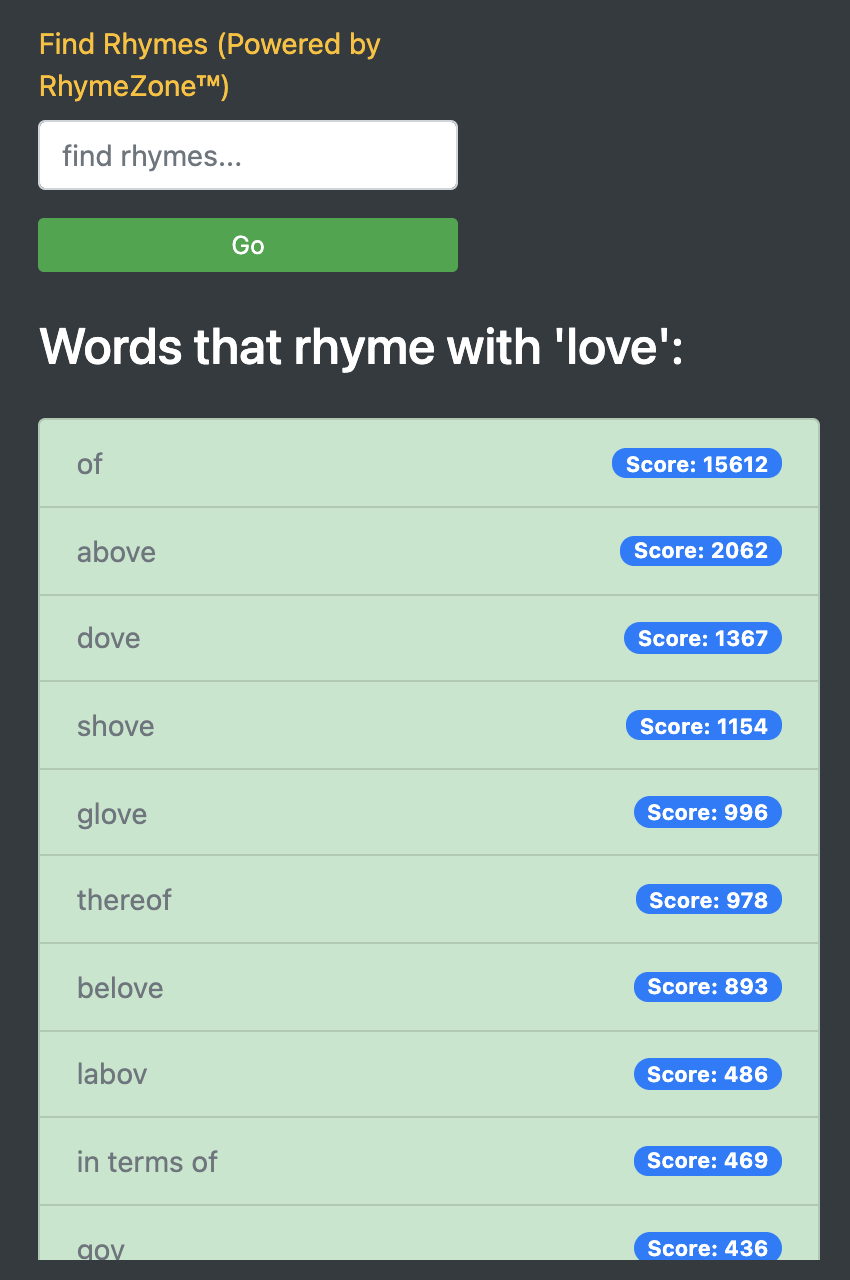 Find Rhymes (Powered by
RhymeZone™)
find rhymes...
Go
Words that rhyme with 'love':
of Score: 15612
above Score: 2062
dove Score: 1367
shove Score: 1154
glove Score: 996
thereof Score: 978
belove Score: 893
labov Score: 486
in terms of Score: 469
gov Score: 436